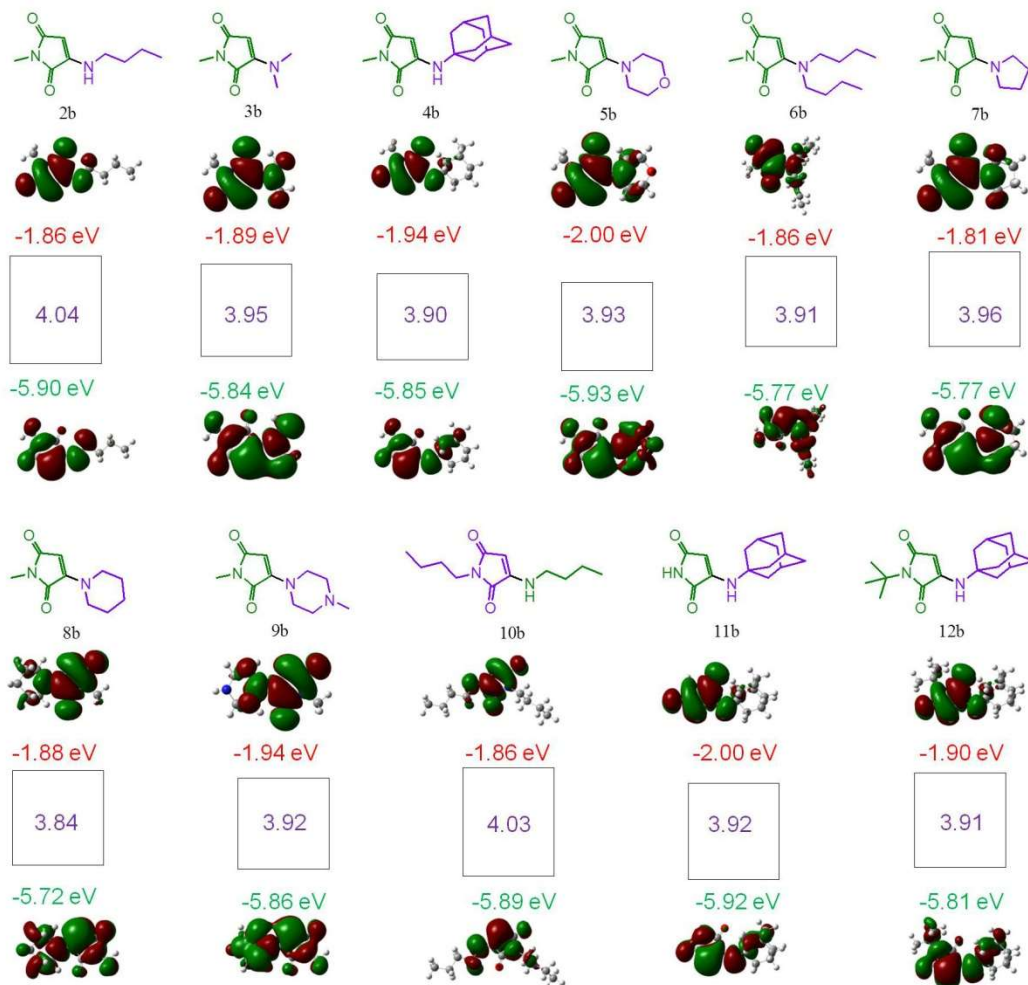 O
N
O
N
H
2b
O
N
O
N
3b
O
N
O
N
H
4b
O
N
O
N
O
5b
O
N
O
N
6b
O
N
O
N
7b
-1.86 eV -1.89 eV -1.94 eV -2.00 eV -1.86 eV -1.81 eV
4.04 3.95 3.90 3.93 3.91 3.96
-5.90 eV -5.84 eV -5.85 eV -5.93 eV -5.77 eV -5.77 eV
O
N
O
N
8b
O
N
O
N
N
9b
O
N
O
N
H
10b
O
HN
O
N
H
11b
O
N
O
N
H
12b
-1.88 eV -1.94 eV -1.86 eV -2.00 eV -1.90 eV
3.84 3.92 4.03 3.92 3.91
-5.72 eV -5.86 eV -5.89 eV -5.92 eV -5.81 eV